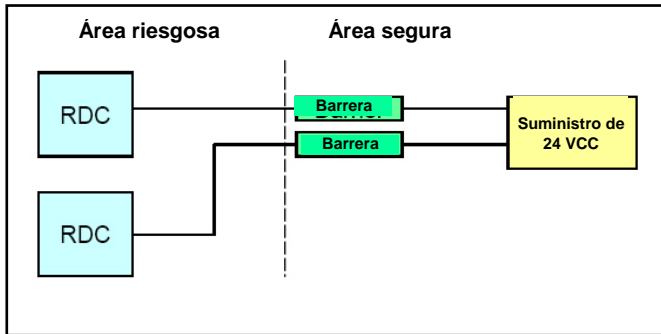 Área riesgosa
Área segura
RDC
Barrera
Suministro de
24 VCC
Barrera
RDC